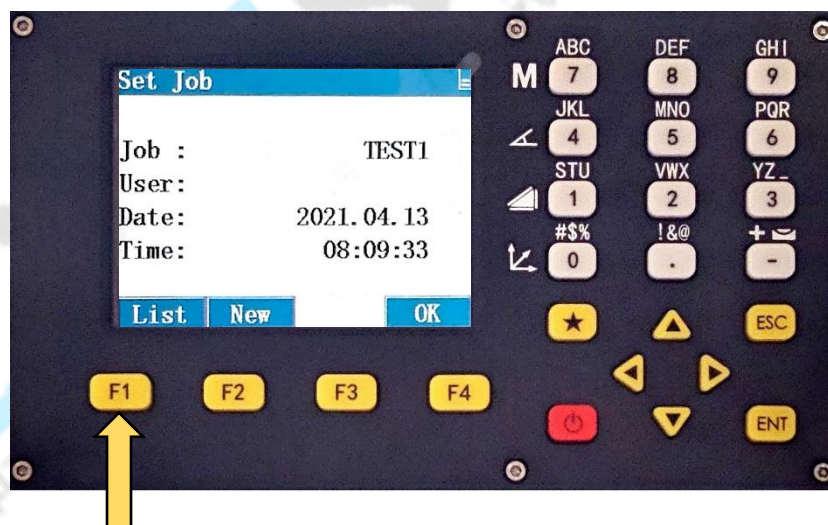 Set Job
Job : TEST1
User:
Date: 2021.04.13
Time: 08:09:33
List New OK
F1 F2 F3 F4
ABC DEF GHI
M 7 8 9
JKL MNO PQR
4 5 6
STU VWX YZ_
1 2 3
#$% !&@ +
0 . -
ESC
ENT